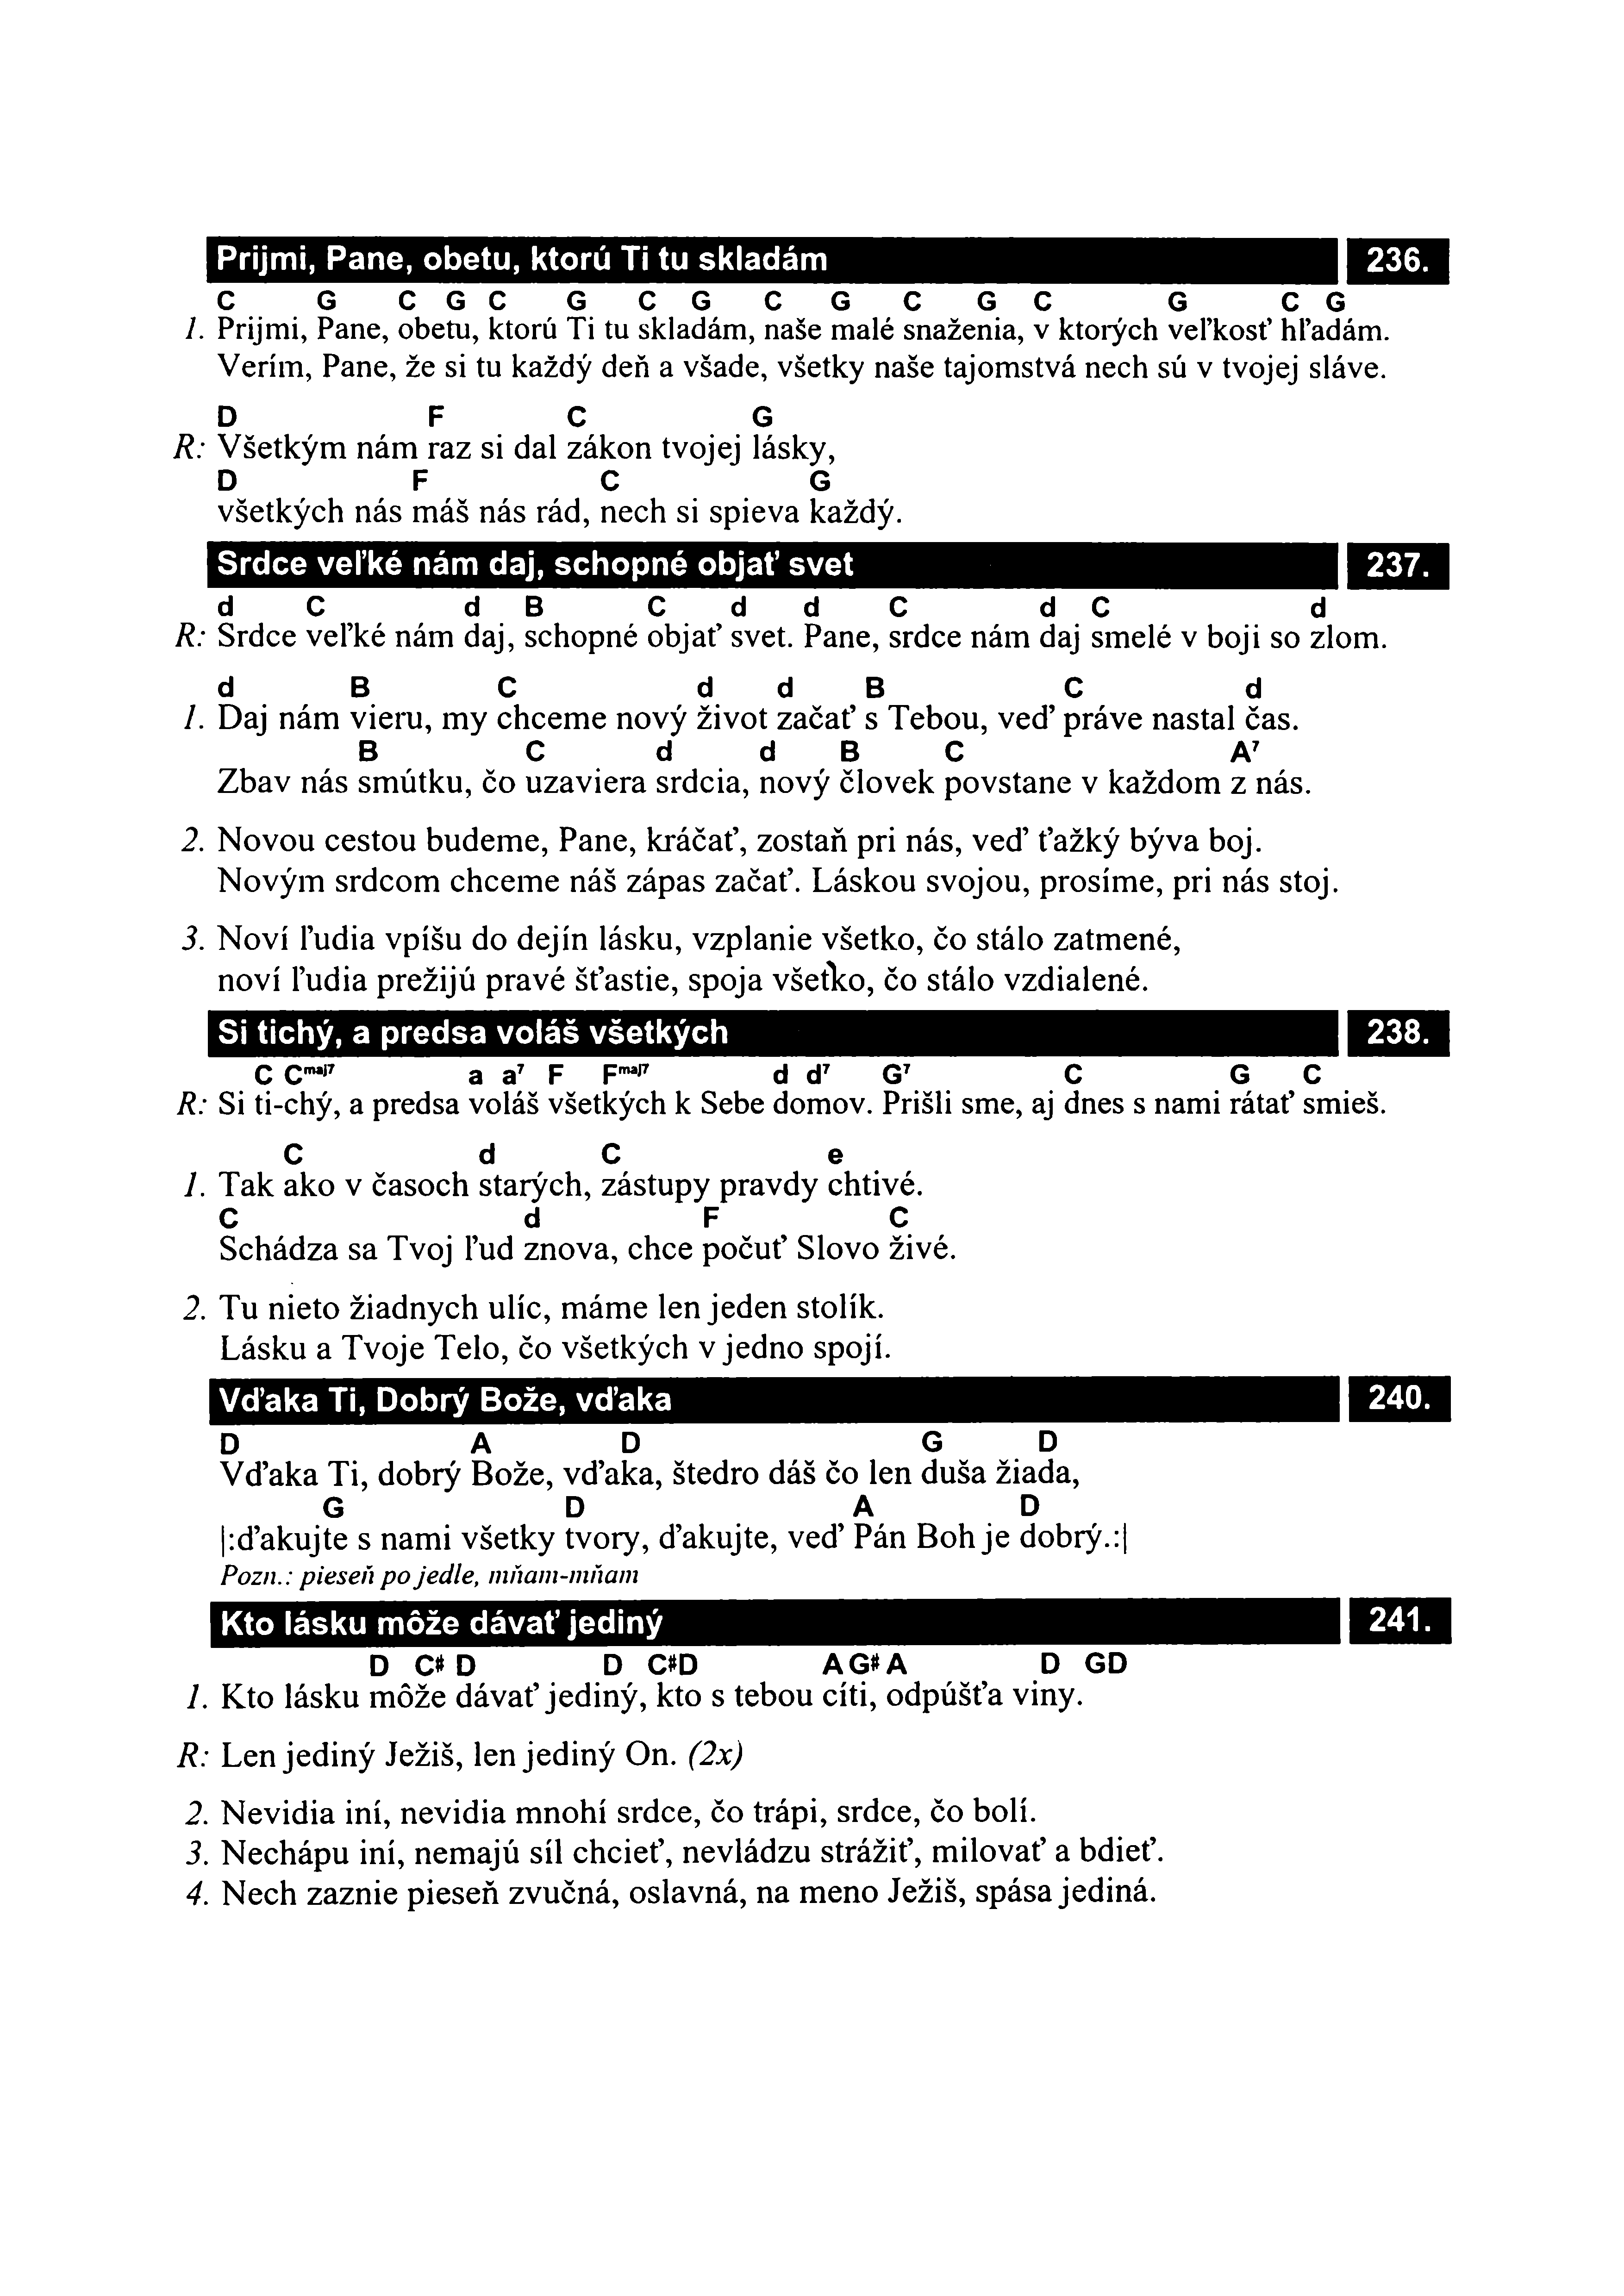 Prijmi, Pane, obetu, ktorú Ti tu skladám 236.
C G C G C G C G C G C G C G C G
1. Prijmi, Pane, obetu, ktorú Ti tu skladám, naše malé snaženia, v ktorých veľkosť hľadám.
Verím, Pane, že si tu každý deň a všade, všetky naše tajomstvá nech sú v tvojej sláve.
D F C G
R: Všetkým nám raz si dal zákon tvojej lásky,
D F C G
všetkých nás máš nás rád, nech si spieva každý.
Srdce veľké nám daj, schopné objať svet 237.
d C d B C d d C d C d
R: Srdce veľké nám daj, schopné objať svet. Pane, srdce nám daj smelé v boji so zlom.
d B C d d B C d
1. Daj nám vieru, my chceme nový život začať s Tebou, veď práve nastal čas.
B C d d B C A7
Zbav nás smútku, čo uzaviera srdcia, nový človek povstane v každom z nás.
2. Novou cestou budeme, Pane, kráčať, zostaň pri nás, veď ťažký býva boj.
Novým srdcom chceme náš zápas začať. Láskou svojou, prosíme, pri nás stoj.
3. Noví ľudia vpíšu do dejín lásku, vzplanie všetko, čo stálo zatmené,
noví ľudia prežijú pravé šťastie, spoja všetko, čo stálo vzdialené.
Si tichý, a predsa voláš všetkých 238.
C Cmaj7 a a7 F Fmaj7 d d7 G7 C G C
R: Si ti-chý, a predsa voláš všetkých k Sebe domov. Prišli sme, aj dnes s nami rátať smieš.
C d C e
1. Tak ako v časoch starých, zástupy pravdy chtivé.
C d F C
Schádza sa Tvoj ľud znova, chce počuť Slovo živé.
2. Tu nieto žiadnych ulíc, máme len jeden stolík.
Lásku a Tvoje Telo, čo všetkých v jedno spojí.
Vďaka Ti, Dobrý Bože, vďaka 240.
D A D G D
Vďaka Ti, dobrý Bože, vďaka, štedro dáš čo len duša žiada,
G D A D
|:ďakujte s nami všetky tvory, ďakujte, veď Pán Boh je dobrý.:|
Pozn.: pieseň po jedle, mňam-mňam
Kto lásku môže dávať jediný 241.
D C# D D C#D A G# A D GD
1. Kto lásku môže dávať jediný, kto s tebou cíti, odpúšťa viny.
R: Len jediný Ježiš, len jediný On. (2x)
2. Nevidia iní, nevidia mnohí srdce, čo trápi, srdce, čo bolí.
3. Nechápu iní, nemajú síl chcieť, nevládzu strážiť, milovať a bdieť.
4. Nech zaznie pieseň zvučná, oslavná, na meno Ježiš, spása jediná.